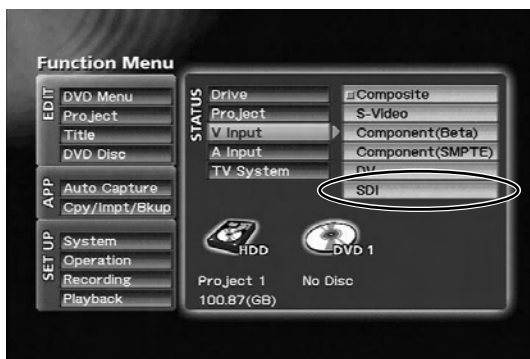 Function Menu
EDIT
DVD Menu
Project
Title
DVD Disc
APP
Auto Capture
Cpy/Impt/Bkup
SET UP
System
Operation
Recording
Playback
STATUS
Drive
Project
V Input
A Input
TV System
Composite
S-Video
Component(Beta)
Component(SMPTE)
DV
SDI
HDD
DVD 1
Project 1
No Disc
100.87(GB)